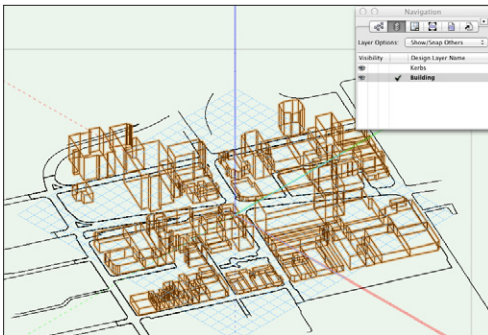 Navigation
Layer Options: Show/Snap Others
Visibility Design Layer Name
Kerbs
Building